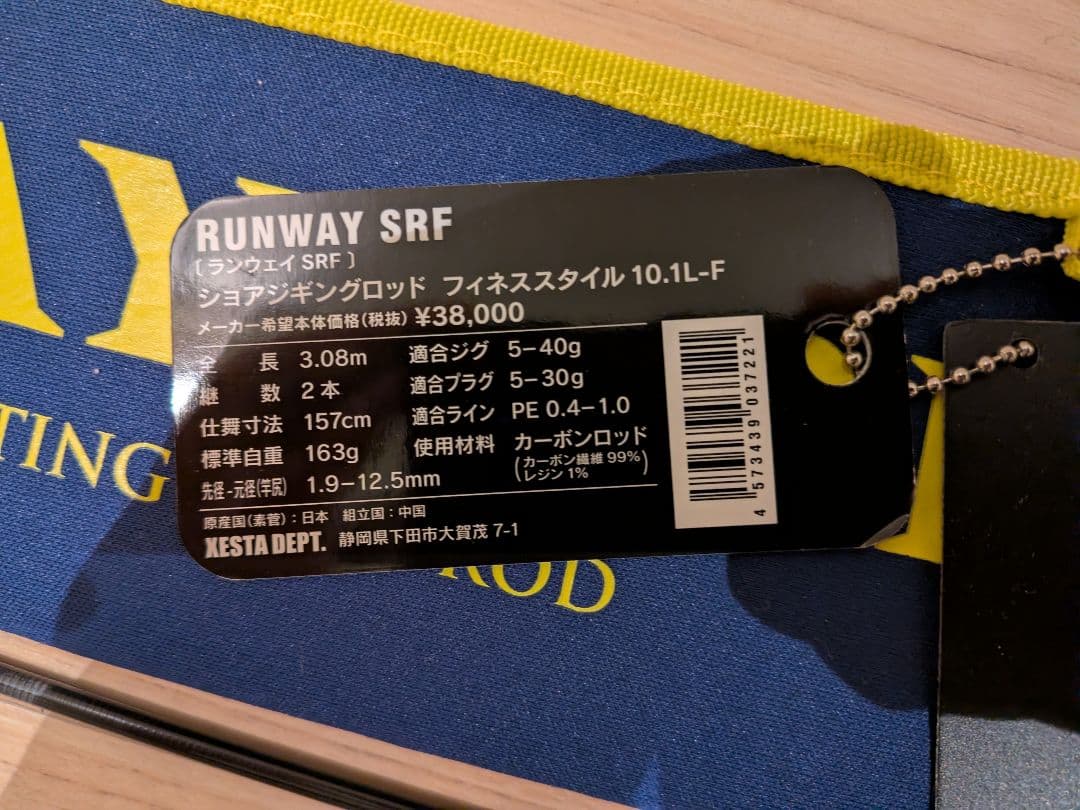 RUNWAY SRF
〔ランウェイ SRF〕
ショアジギングロッド フィネススタイル 10.1L-F
メーカー希望本体価格(税抜) ¥38,000
全長 3.08m 適合ジグ 5-40g
継数 2本 適合プラグ 5-30g
仕舞寸法 157cm 適合ライン PE 0.4-1.0
標準自重 163g 使用材料 カーボンロッド
(カーボン繊維 99% レジン 1%)
先径-元径(竿尻) 1.9-12.5mm
原産国(素菅):日本 組立国:中国
XESTA DEPT. 静岡県下田市大賀茂 7-1
4 573439 037221
TING
ROD